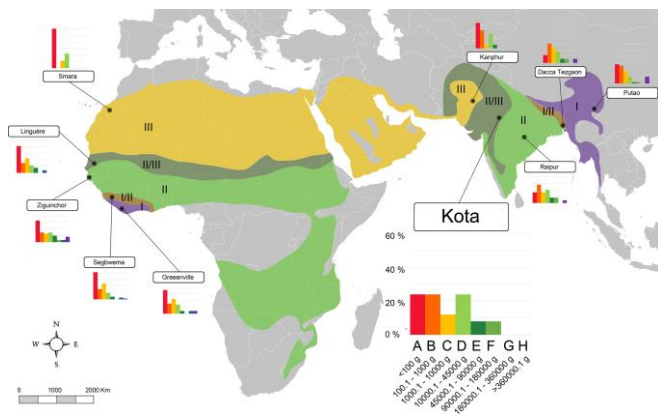 Smara
Linguère
Ziguinchor
Segbwema
Greeenville
Kanphur
Dacca Tezgaon
Putao
Raipur
Kota
III
II/III
II
I/II
I
III
II/III
II
I/II
I
60 %
40 %
20 %
0 %
A B C D E F G H
<100 g
100.1 - 1000 g
1000.1 - 10000 g
10000.1 - 45000 g
45000.1 - 90000 g
90000.1 - 180000 g
180000.1 - 360000 g
>360000.1 g
N
W E
S
0 1000 2000 Km